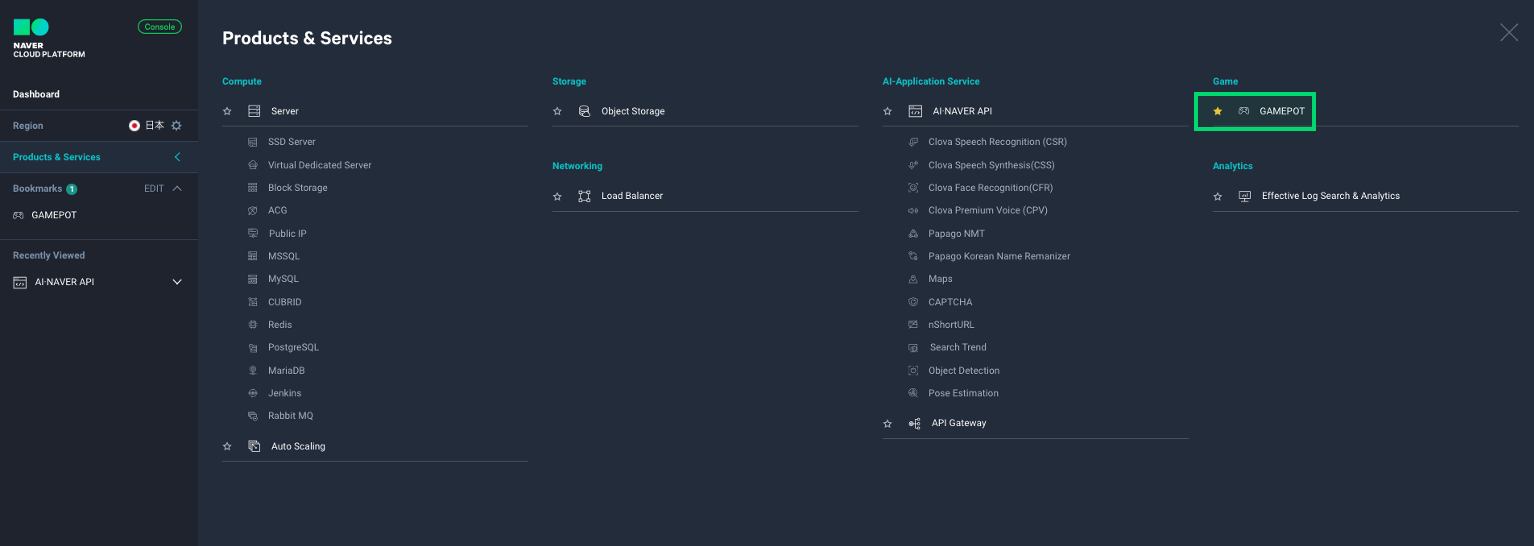 NAVER
CLOUD PLATFORM
Console
Dashboard
Region
日本
Products & Services
Bookmarks 1
EDIT
GAMEPOT
Recently Viewed
AI·NAVER API
Products & Services
Compute
Server
SSD Server
Virtual Dedicated Server
Block Storage
ACG
Public IP
MSSQL
MySQL
CUBRID
Redis
PostgreSQL
MariaDB
Jenkins
Rabbit MQ
Auto Scaling
Storage
Object Storage
Networking
Load Balancer
AI-Application Service
AI·NAVER API
Clova Speech Recognition (CSR)
Clova Speech Synthesis(CSS)
Clova Face Recognition(CFR)
Clova Premium Voice (CPV)
Papago NMT
Papago Korean Name Remanizer
Maps
CAPTCHA
nShortURL
Search Trend
Object Detection
Pose Estimation
API Gateway
Game
GAMEPOT
Analytics
Effective Log Search & Analytics